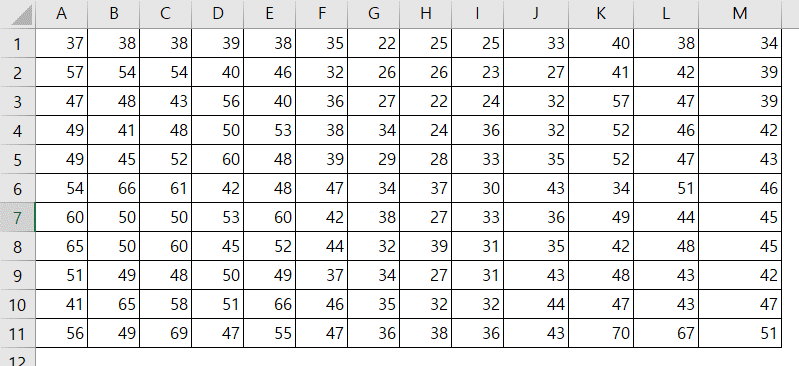 A B C D E F G H I J K L M
1 37 38 38 39 38 35 22 25 25 33 40 38 34
2 57 54 54 40 46 32 26 26 23 27 41 42 39
3 47 48 43 56 40 36 27 22 24 32 57 47 39
4 49 41 48 50 53 38 34 24 36 32 52 46 42
5 49 45 52 60 48 39 29 28 33 35 52 47 43
6 54 66 61 42 48 47 34 37 30 43 34 51 46
7 60 50 50 53 60 42 38 27 33 36 49 44 45
8 65 50 60 45 52 44 32 39 31 35 42 48 45
9 51 49 48 50 49 37 34 27 31 43 48 43 42
10 41 65 58 51 66 46 35 32 32 44 47 43 47
11 56 49 69 47 55 47 36 38 36 43 70 67 51
12